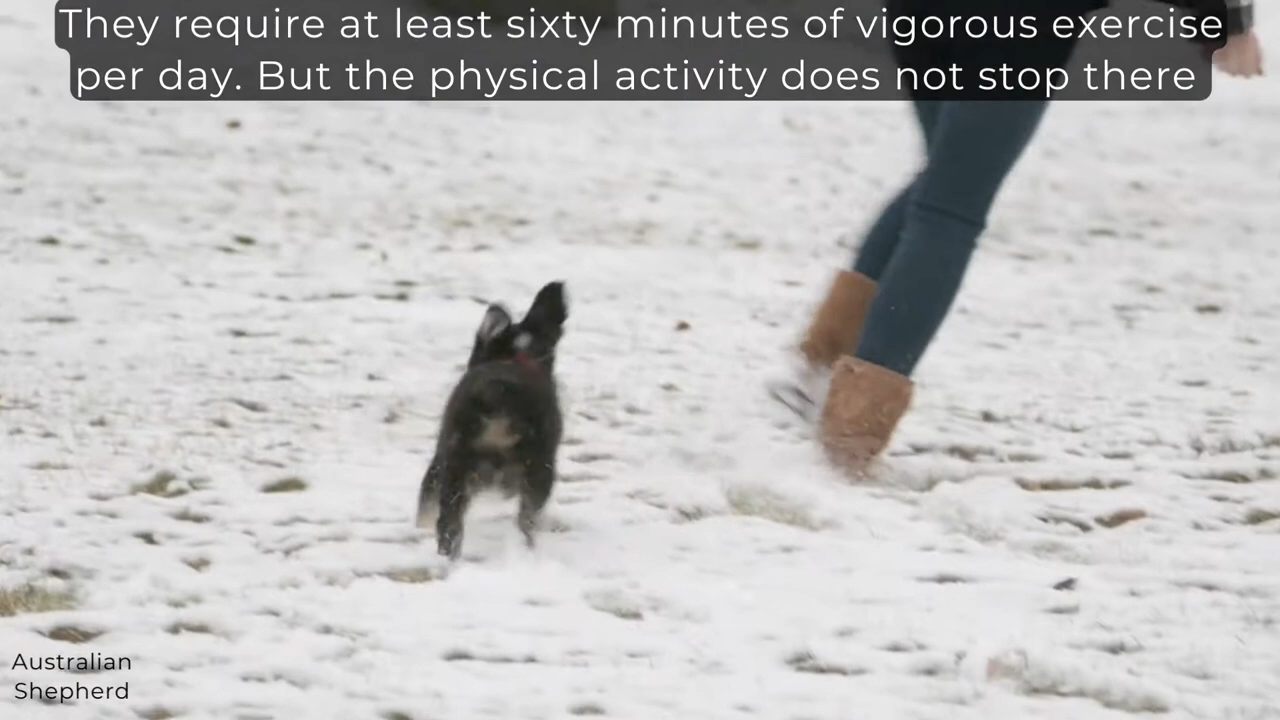 They require at least sixty minutes of vigorous exercise
per day. But the physical activity does not stop there
Australian
Shepherd